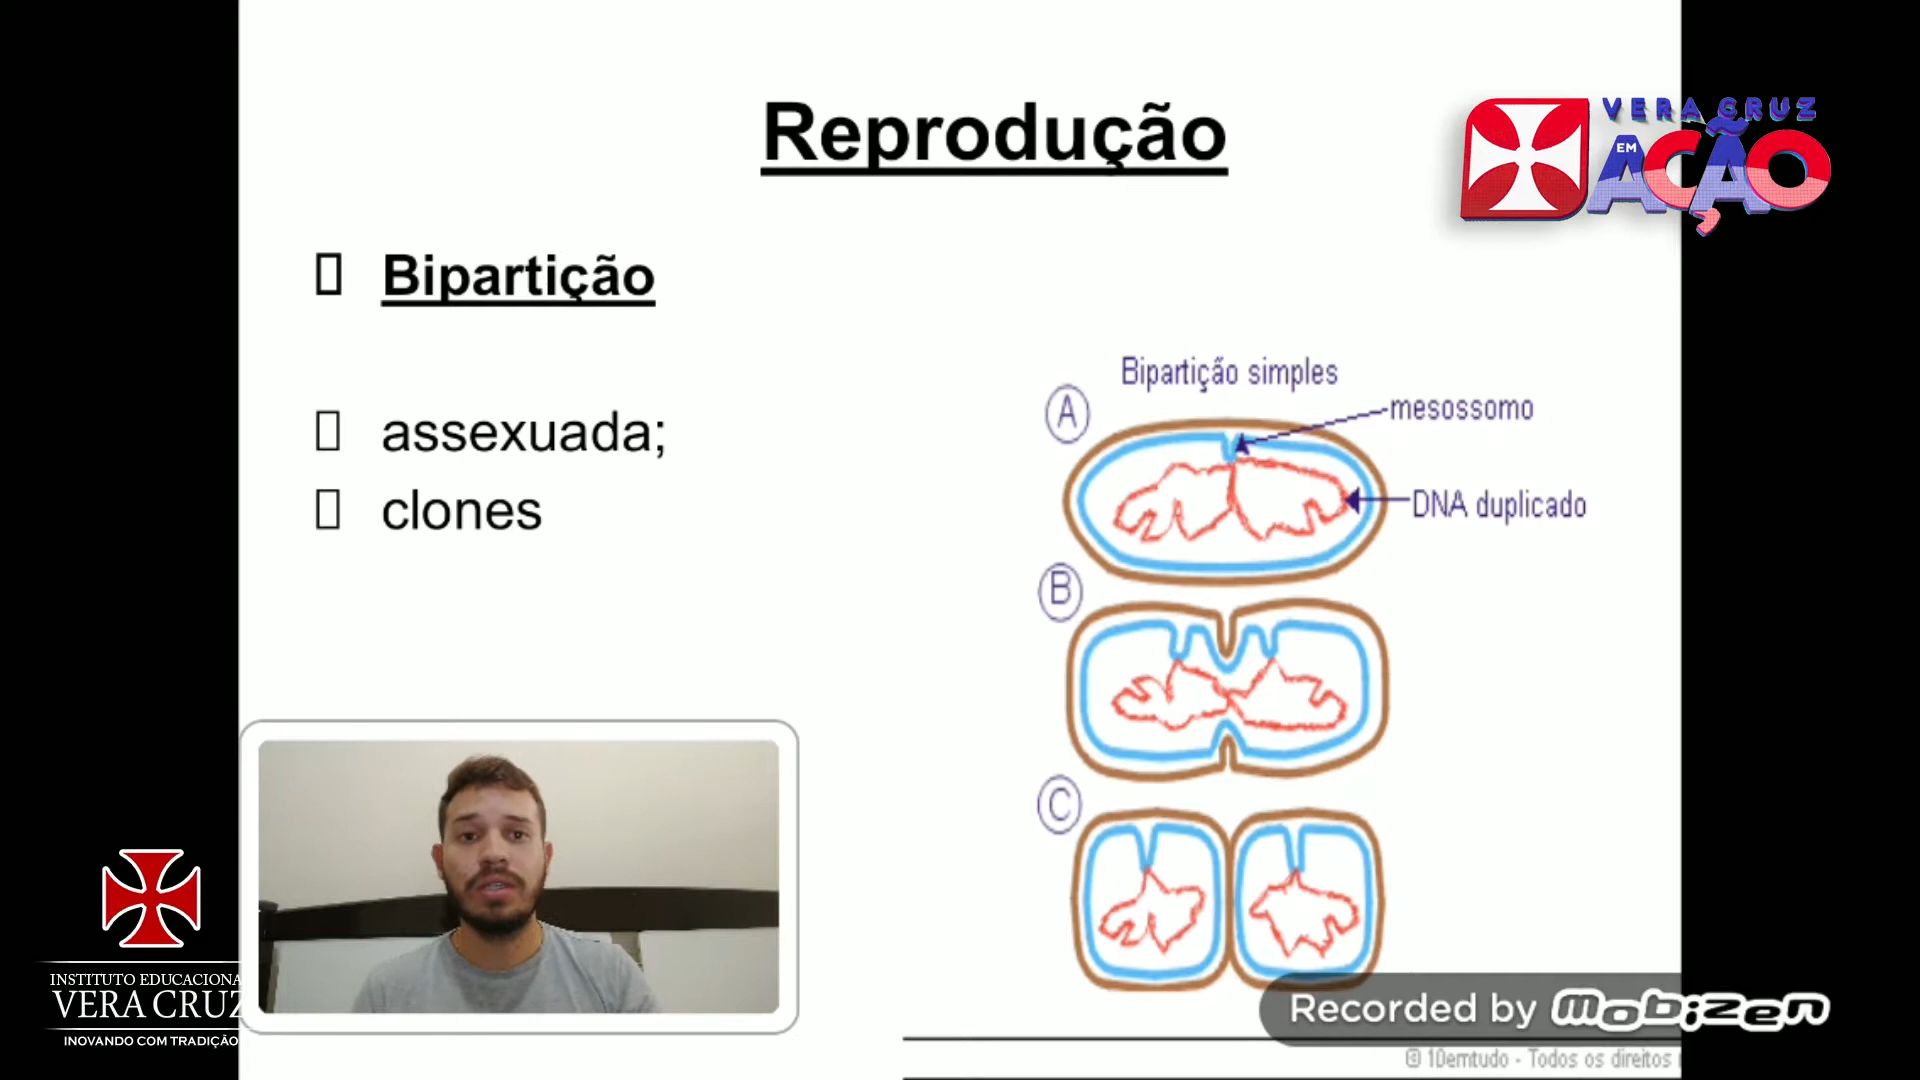 Reprodução
VERA CRUZ
EM
AÇÃO
Bipartição
assexuada;
clones
Bipartição simples
A
mesossomo
DNA duplicado
B
C
INSTITUTO EDUCACIONA
VERA CRUZ
INOVANDO COM TRADIÇÃO
Recorded by mobizen
© 10emtudo - Todos os direitos